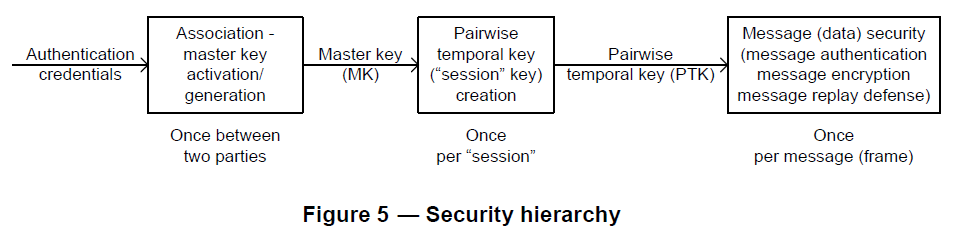 Authentication
credentials
Association -
master key
activation/
generation
Once between
two parties
Master key
(MK)
Pairwise
temporal key
(“session” key)
creation
Once
per “session”
Pairwise
temporal key (PTK)
Message (data) security
(message authentication
message encryption
message replay defense)
Once
per message (frame)
Figure 5 — Security hierarchy